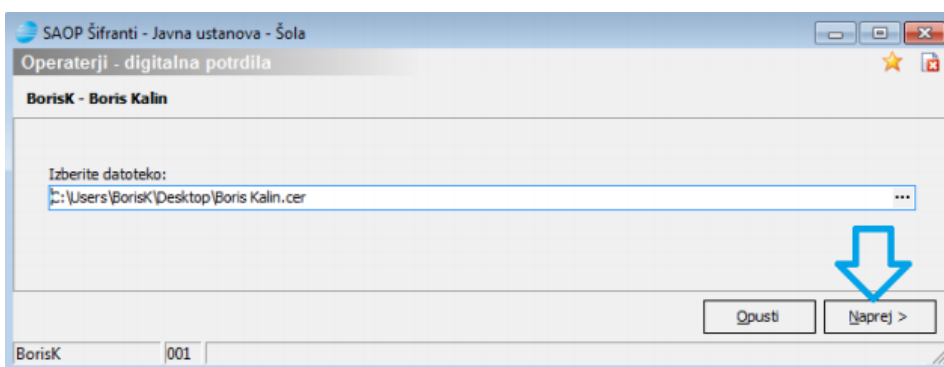 SAOP Šifranti - Javna ustanova - Šola
Operaterji - digitalna potrdila
BorisK - Boris Kalin
Izberite datoteko:
C:\Users\BorisK\Desktop\Boris Kalin.cer
...
Opusti
Naprej >
BorisK 001